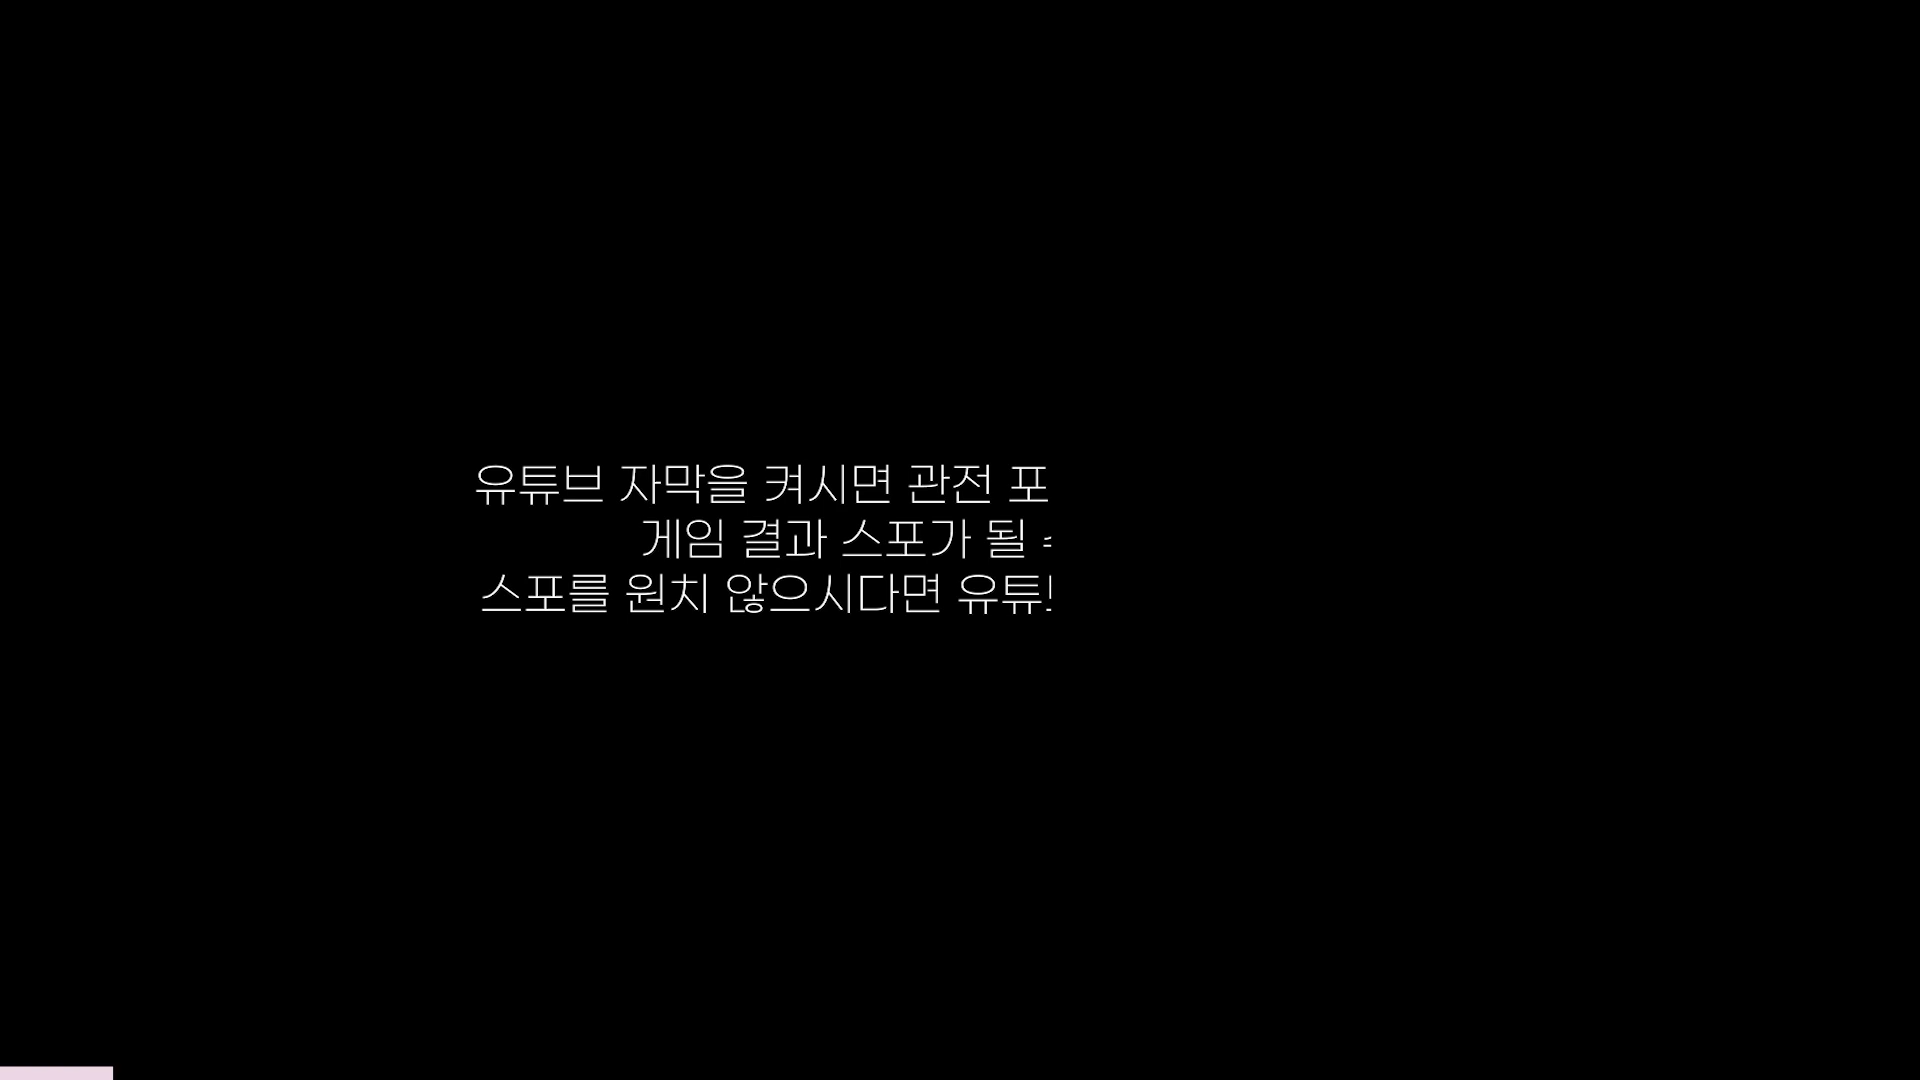 유튜브 자막을 켜시면 관전 포
게임 결과 스포가 될
스포를 원치 않으시다면 유튜